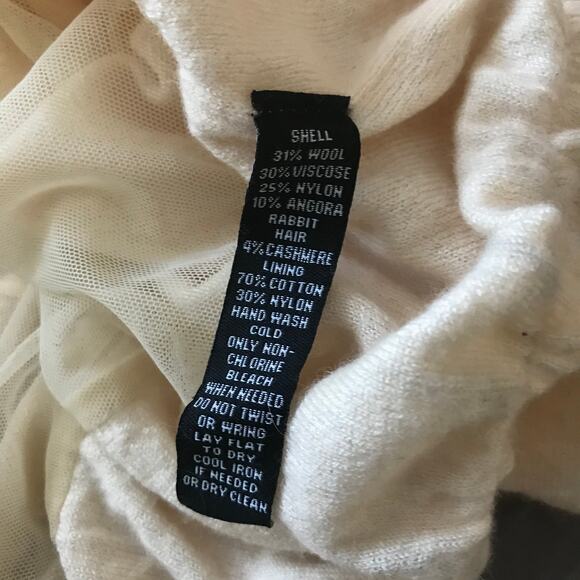 SHELL
31% WOOL
30% VISCOSE
25% NYLON
10% ANGORA
RABBIT
HAIR
4% CASHMERE
LINING
70% COTTON
30% NYLON
HAND WASH
COLD
ONLY NON-
CHLORINE
BLEACH
WHEN NEEDED
DO NOT TWIST
OR WRING
LAY FLAT
TO DRY
COOL IRON
IF NEEDED
OR DRY CLEAN